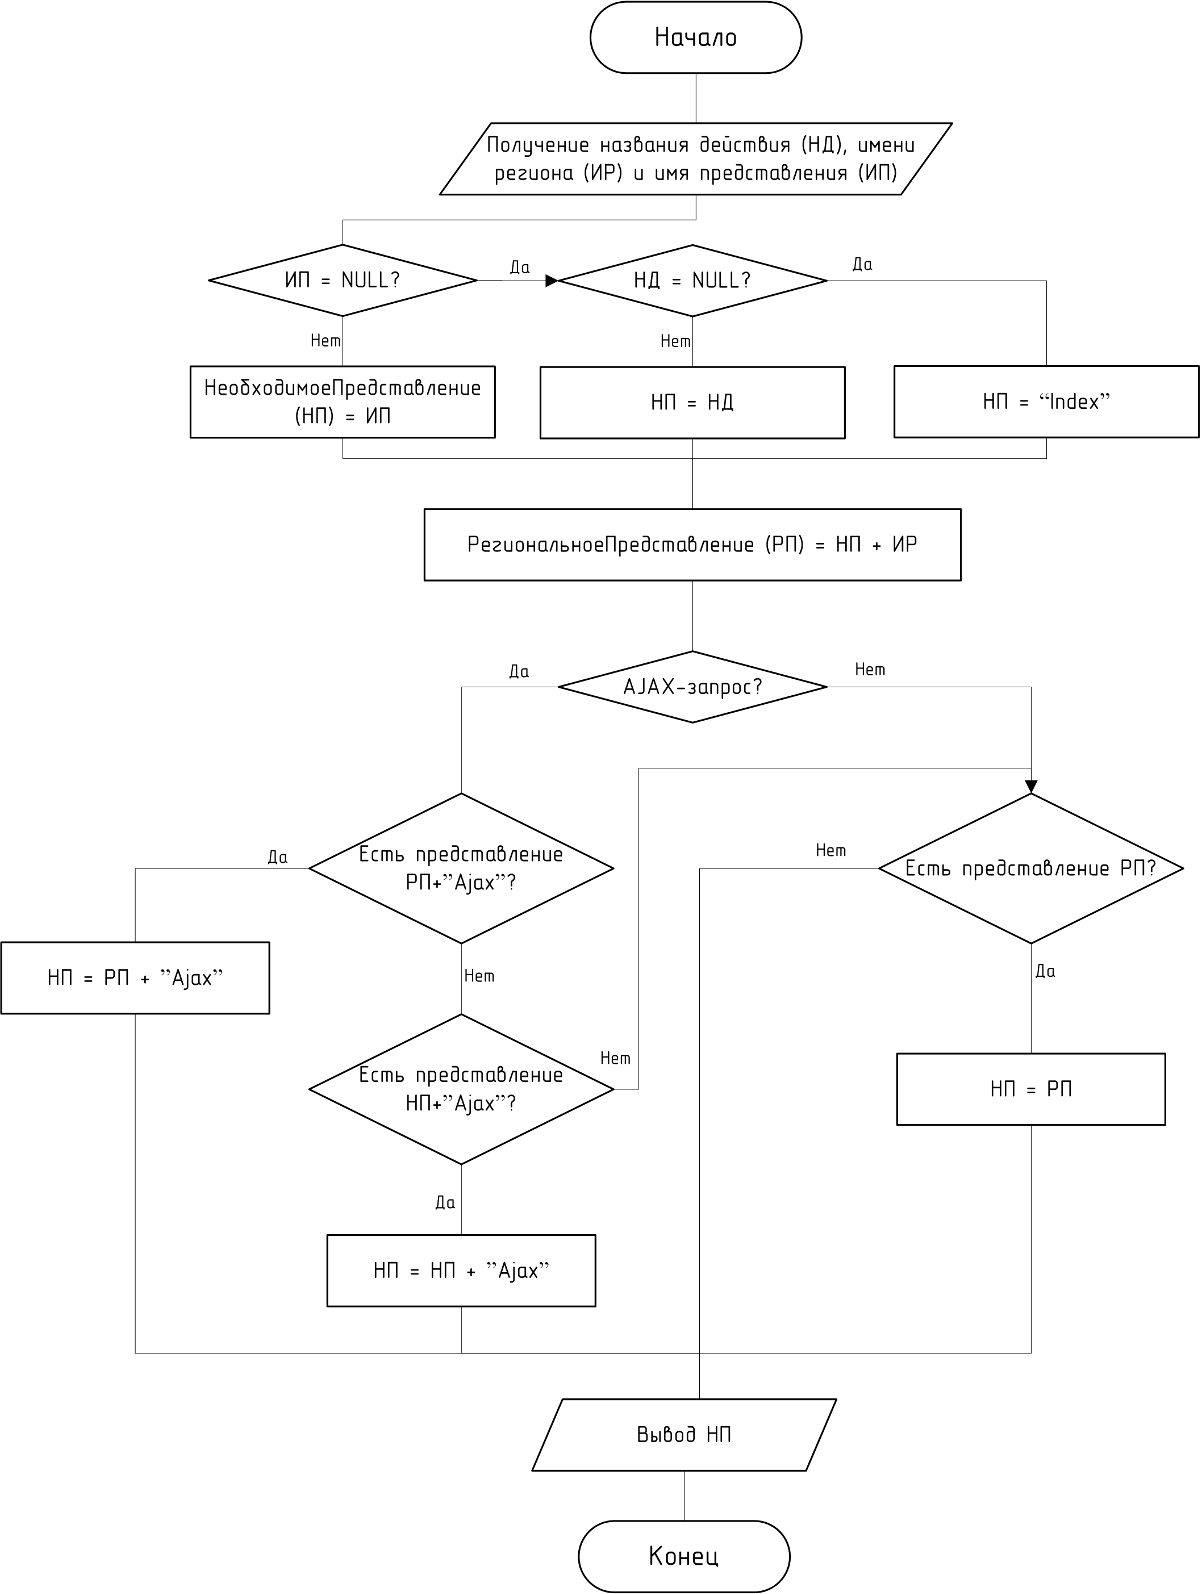 Начало
Получение названия действия (НД), имени
региона (ИР) и имя представления (ИП)
ИП = NULL?
Да
НД = NULL?
Да
Нет
Нет
НеобходимоеПредставление
(НП) = ИП
НП = НД
НП = “Index”
РегиональноеПредставление (РП) = НП + ИР
Да
AJAX-запрос?
Нет
Да
Есть представление
РП+”Ajax”?
Нет
Есть представление РП?
НП = РП + ”Ajax”
Нет
Да
Есть представление
НП+”Ajax”?
Нет
НП = РП
Да
НП = НП + ”Ajax”
Вывод НП
Конец